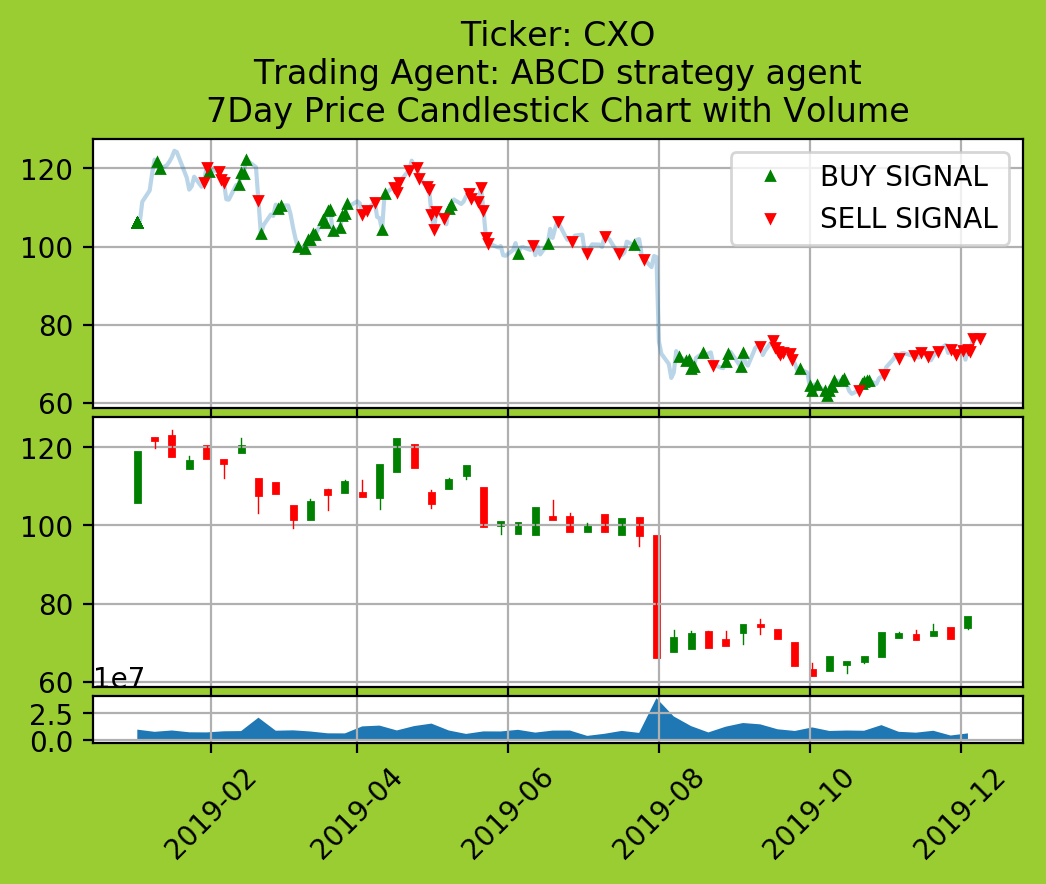 Ticker: CXO
Trading Agent: ABCD strategy agent
7Day Price Candlestick Chart with Volume
120
100
80
60
BUY SIGNAL
SELL SIGNAL
120
100
80
60
1e7
2.5
0.0
2019-02
2019-04
2019-06
2019-08
2019-10
2019-12